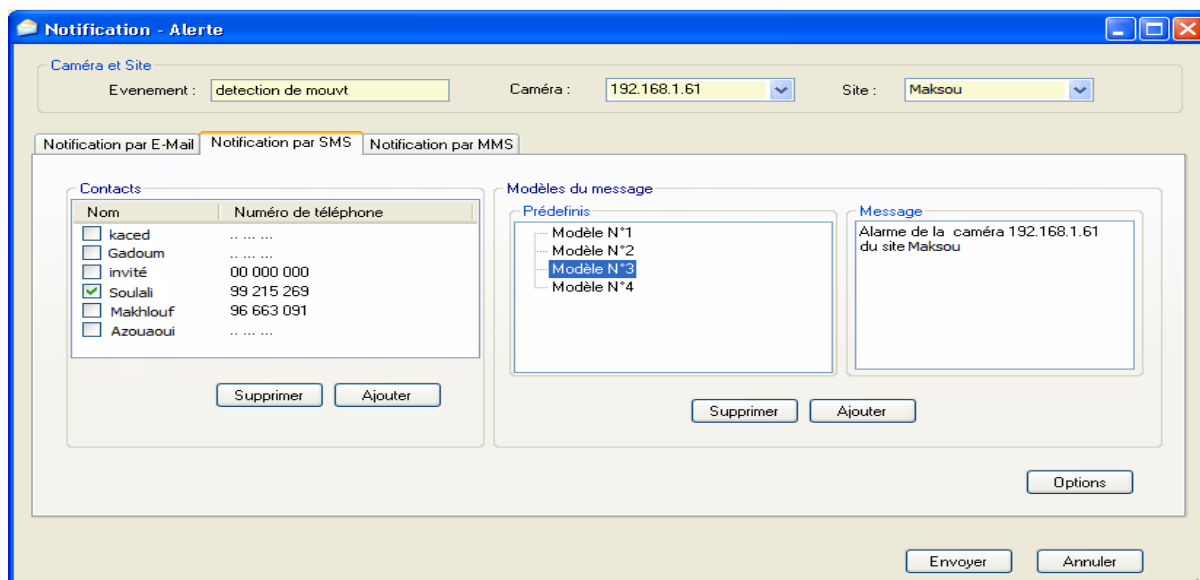 Notification - Alerte
Caméra et Site
Evenement : detection de mouvt Caméra : 192.168.1.61 Site : Maksou
Notification par E-Mail Notification par SMS Notification par MMS
Contacts
Nom Numéro de téléphone
kaced .. ... ...
Gadoum .. ... ...
invité 00 000 000
Soulali 99 215 269
Makhlouf 96 663 091
Azouaoui .. ... ...
Supprimer Ajouter
Modèles du message
Prédefinis
Modèle N°1
Modèle N°2
Modèle N°3
Modèle N°4
Message
Alarme de la caméra 192.168.1.61
du site Maksou
Supprimer Ajouter
Options
Envoyer Annuler